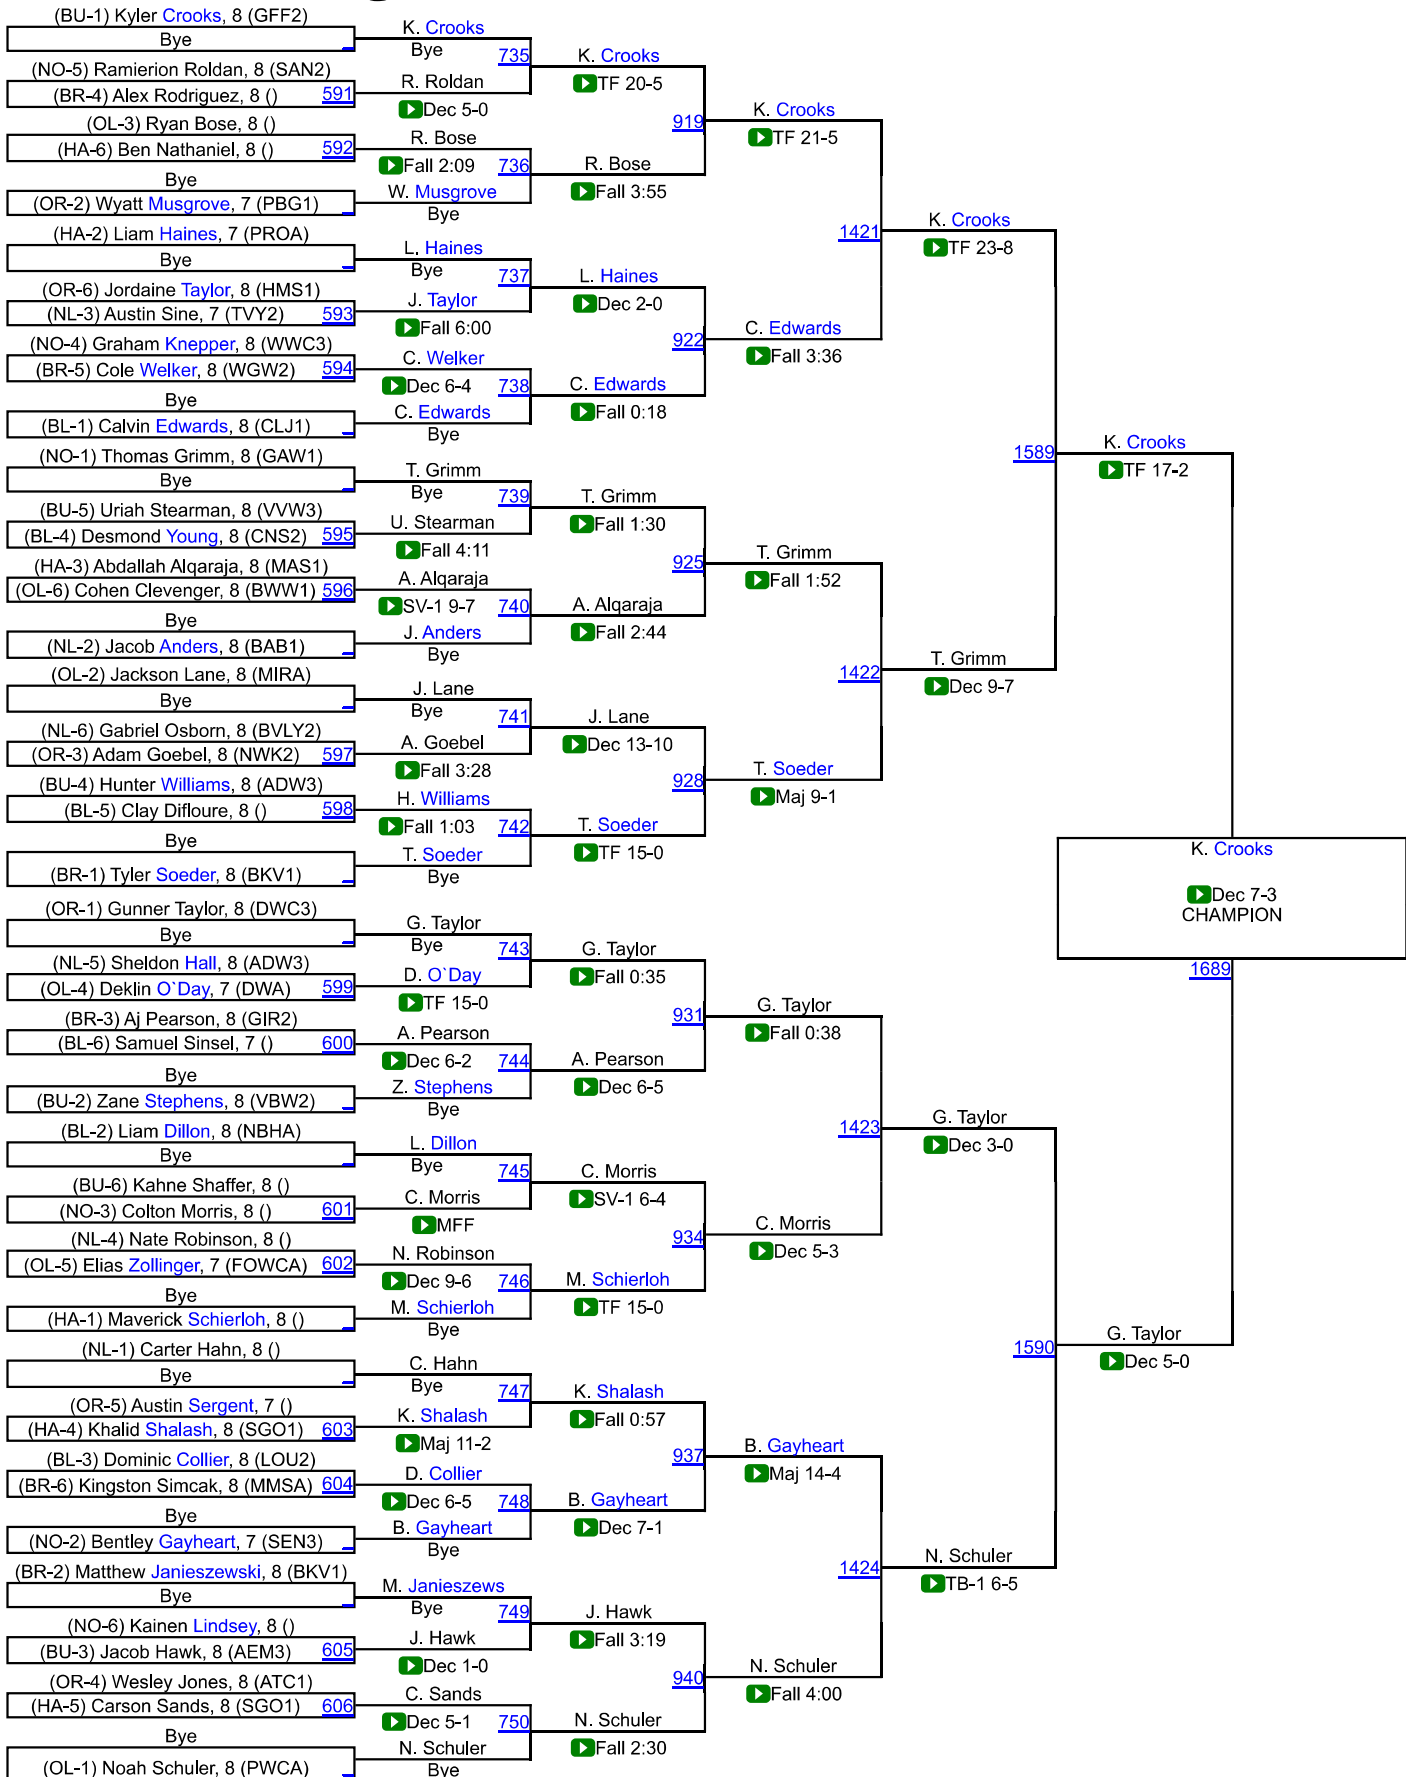 (BU-1) Kyler Crooks, 8 (GFF2)
Bye
K. Crooks
Bye
735
K. Crooks
TF 20-5
(NO-5) Ramierion Roldan, 8 (SAN2)
(BR-4) Alex Rodriguez, 8 ()
591
R. Roldan
Dec 5-0
919
K. Crooks
TF 21-5
(OL-3) Ryan Bose, 8 ()
(HA-6) Ben Nathaniel, 8 ()
592
R. Bose
Fall 2:09
736
R. Bose
Fall 3:55
Bye
(OR-2) Wyatt Musgrove, 7 (PBG1)
W. Musgrove
Bye
1421
K. Crooks
TF 23-8
(HA-2) Liam Haines, 7 (PROA)
Bye
L. Haines
Bye
737
L. Haines
Dec 2-0
(OR-6) Jordaine Taylor, 8 (HMS1)
(NL-3) Austin Sine, 7 (TVY2)
593
J. Taylor
Fall 6:00
922
C. Edwards
Fall 3:36
(NO-4) Graham Knepper, 8 (WWC3)
(BR-5) Cole Welker, 8 (WGW2)
594
C. Welker
Dec 6-4
738
C. Edwards
Fall 0:18
Bye
(BL-1) Calvin Edwards, 8 (CLJ1)
C. Edwards
Bye
1589
K. Crooks
TF 17-2
(NO-1) Thomas Grimm, 8 (GAW1)
Bye
T. Grimm
Bye
739
T. Grimm
Fall 1:30
(BU-5) Uriah Stearman, 8 (VVW3)
(BL-4) Desmond Young, 8 (CNS2)
595
U. Stearman
Fall 4:11
925
T. Grimm
Fall 1:52
(HA-3) Abdallah Alqaraja, 8 (MAS1)
(OL-6) Cohen Clevenger, 8 (BWW1)
596
A. Alqaraja
SV-1 9-7
740
A. Alqaraja
Fall 2:44
Bye
(NL-2) Jacob Anders, 8 (BAB1)
J. Anders
Bye
1422
T. Grimm
Dec 9-7
(OL-2) Jackson Lane, 8 (MIRA)
Bye
J. Lane
Bye
741
J. Lane
Dec 13-10
(NL-6) Gabriel Osborn, 8 (BVLY2)
(OR-3) Adam Goebel, 8 (NWK2)
597
A. Goebel
Fall 3:28
928
T. Soeder
Maj 9-1
(BU-4) Hunter Williams, 8 (ADW3)
(BL-5) Clay Difloure, 8 ()
598
H. Williams
Fall 1:03
742
T. Soeder
TF 15-0
Bye
(BR-1) Tyler Soeder, 8 (BKV1)
T. Soeder
Bye
K. Crooks
Dec 7-3
CHAMPION
1689
(OR-1) Gunner Taylor, 8 (DWC3)
Bye
G. Taylor
Bye
743
G. Taylor
Fall 0:35
(NL-5) Sheldon Hall, 8 (ADW3)
(OL-4) Deklin O`Day, 7 (DWA)
599
D. O`Day
TF 15-0
931
G. Taylor
Fall 0:38
(BR-3) Aj Pearson, 8 (GIR2)
(BL-6) Samuel Sinsel, 7 ()
600
A. Pearson
Dec 6-2
744
A. Pearson
Dec 6-5
Bye
(BU-2) Zane Stephens, 8 (VBW2)
Z. Stephens
Bye
1423
G. Taylor
Dec 3-0
(BL-2) Liam Dillon, 8 (NBHA)
Bye
L. Dillon
Bye
745
C. Morris
SV-1 6-4
(BU-6) Kahne Shaffer, 8 ()
(NO-3) Colton Morris, 8 ()
601
C. Morris
MFF
934
C. Morris
Dec 5-3
(NL-4) Nate Robinson, 8 ()
(OL-5) Elias Zollinger, 7 (FOWCA)
602
N. Robinson
Dec 9-6
746
M. Schierloh
TF 15-0
Bye
(HA-1) Maverick Schierloh, 8 ()
M. Schierloh
Bye
1590
G. Taylor
Dec 5-0
(NL-1) Carter Hahn, 8 ()
Bye
C. Hahn
Bye
747
K. Shalash
Fall 0:57
(OR-5) Austin Sergent, 7 ()
(HA-4) Khalid Shalash, 8 (SGO1)
603
K. Shalash
Maj 11-2
937
B. Gayheart
Maj 14-4
(BL-3) Dominic Collier, 8 (LOU2)
(BR-6) Kingston Simcak, 8 (MMSA)
604
D. Collier
Dec 6-5
748
B. Gayheart
Dec 7-1
Bye
(NO-2) Bentley Gayheart, 7 (SEN3)
B. Gayheart
Bye
1424
N. Schuler
TB-1 6-5
(BR-2) Matthew Janieszewski, 8 (BKV1)
Bye
M. Janieszews
Bye
749
J. Hawk
Fall 3:19
(NO-6) Kainen Lindsey, 8 ()
(BU-3) Jacob Hawk, 8 (AEM3)
605
J. Hawk
Dec 1-0
940
N. Schuler
Fall 4:00
(OR-4) Wesley Jones, 8 (ATC1)
(HA-5) Carson Sands, 8 (SGO1)
606
C. Sands
Dec 5-1
750
N. Schuler
Fall 2:30
Bye
(OL-1) Noah Schuler, 8 (PWCA)
N. Schuler
Bye